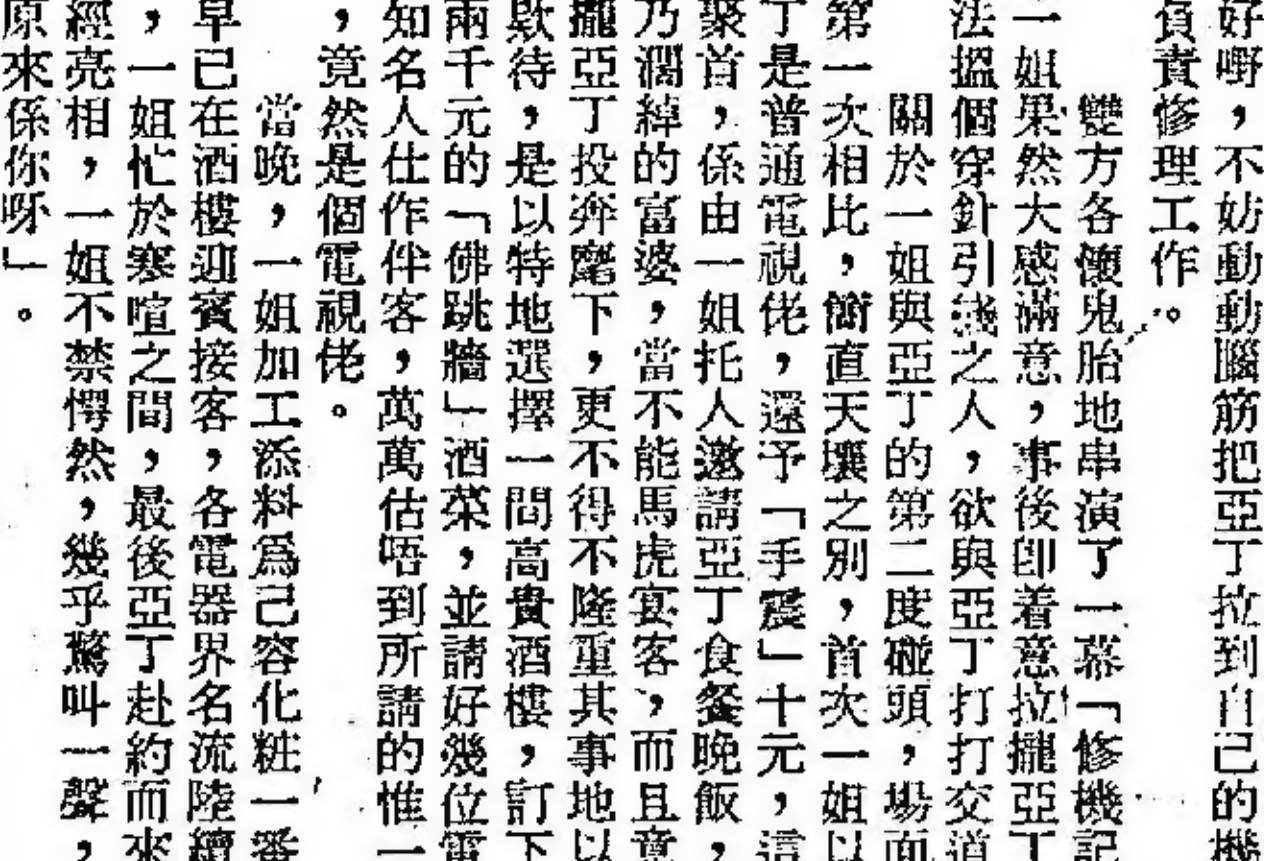 好嘢，不妨動動腦筋把亞丁拉到自己的機
負責修理工作。
雙方各懷鬼胎地串演了一幕「修機記
一姐果然大感滿意，事後即着意拉攏亞丁
法搵個穿針引綫之人，欲與亞丁打打交道
關於一姐與亞丁的第二度碰頭，場面
第一次相比，簡直天壤之別，首次一姐以
丁是普通電視佬，還予「手震」十元，這
聚首，係由一姐托人邀請亞丁食餐晚飯，
乃濶綽的富婆，當不能馬虎宴客，而且意
攏亞丁投奔麾下，更不得不隆重其事地以
欵待，是以特地選擇一間高貴酒樓，訂下
兩千元的「佛跳牆」酒菜，並請好幾位電
知名人仕作伴客，萬萬估唔到所請的惟一
，竟然是個電視佬。
當晚，一姐加工添料爲己容化粧一番
早已在酒樓迎賓接客，各電器界名流陸續
，一姐忙於寒喧之間，最後亞丁赴約而來
經亮相，一姐不禁愕然，幾乎驚叫一聲，
原來係你呀」。